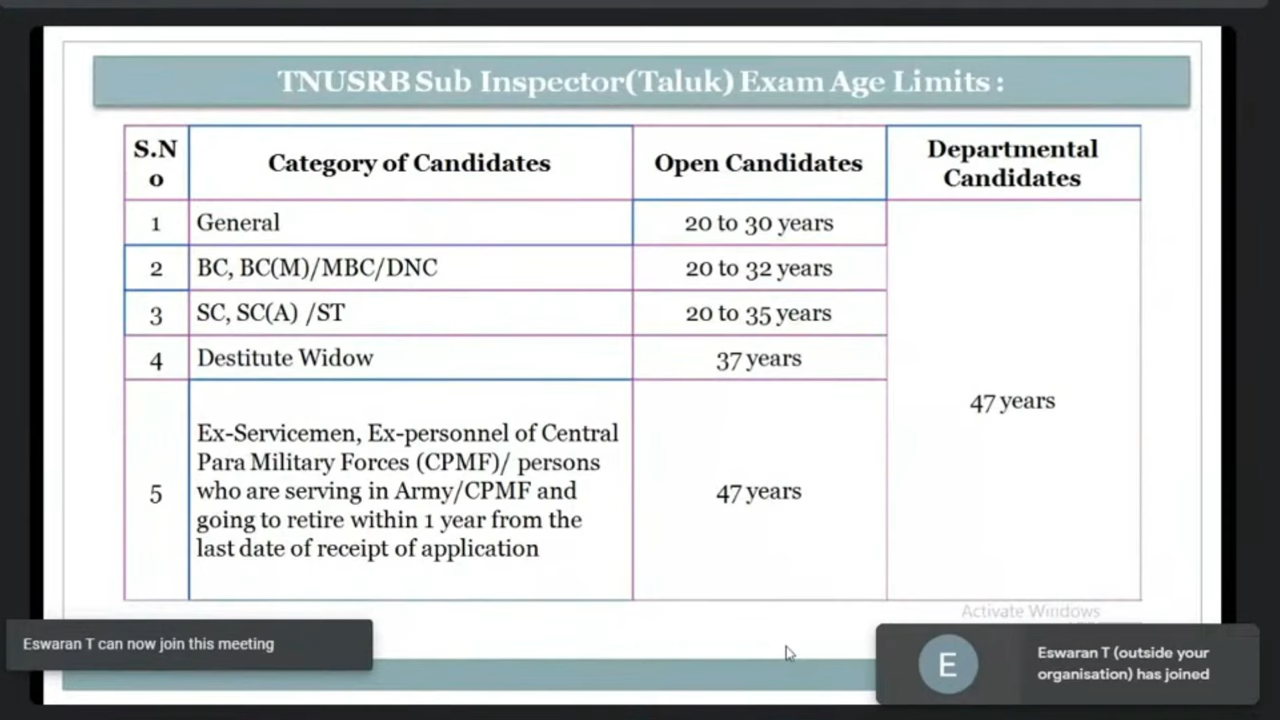 TNUSRB Sub Inspector(Taluk) Exam Age Limits :
S.N
o
Category of Candidates
Open Candidates
Departmental
Candidates
1
General
20 to 30 years
2
BC, BC(M)/MBC/DNC
20 to 32 years
3
SC, SC(A) /ST
20 to 35 years
4
Destitute Widow
37 years
47 years
5
Ex-Servicemen, Ex-personnel of Central
Para Military Forces (CPMF)/ persons
who are serving in Army/CPMF and
going to retire within 1 year from the
last date of receipt of application
47 years
Activate Windows
Eswaran T can now join this meeting
E
Eswaran T (outside your
organisation) has joined